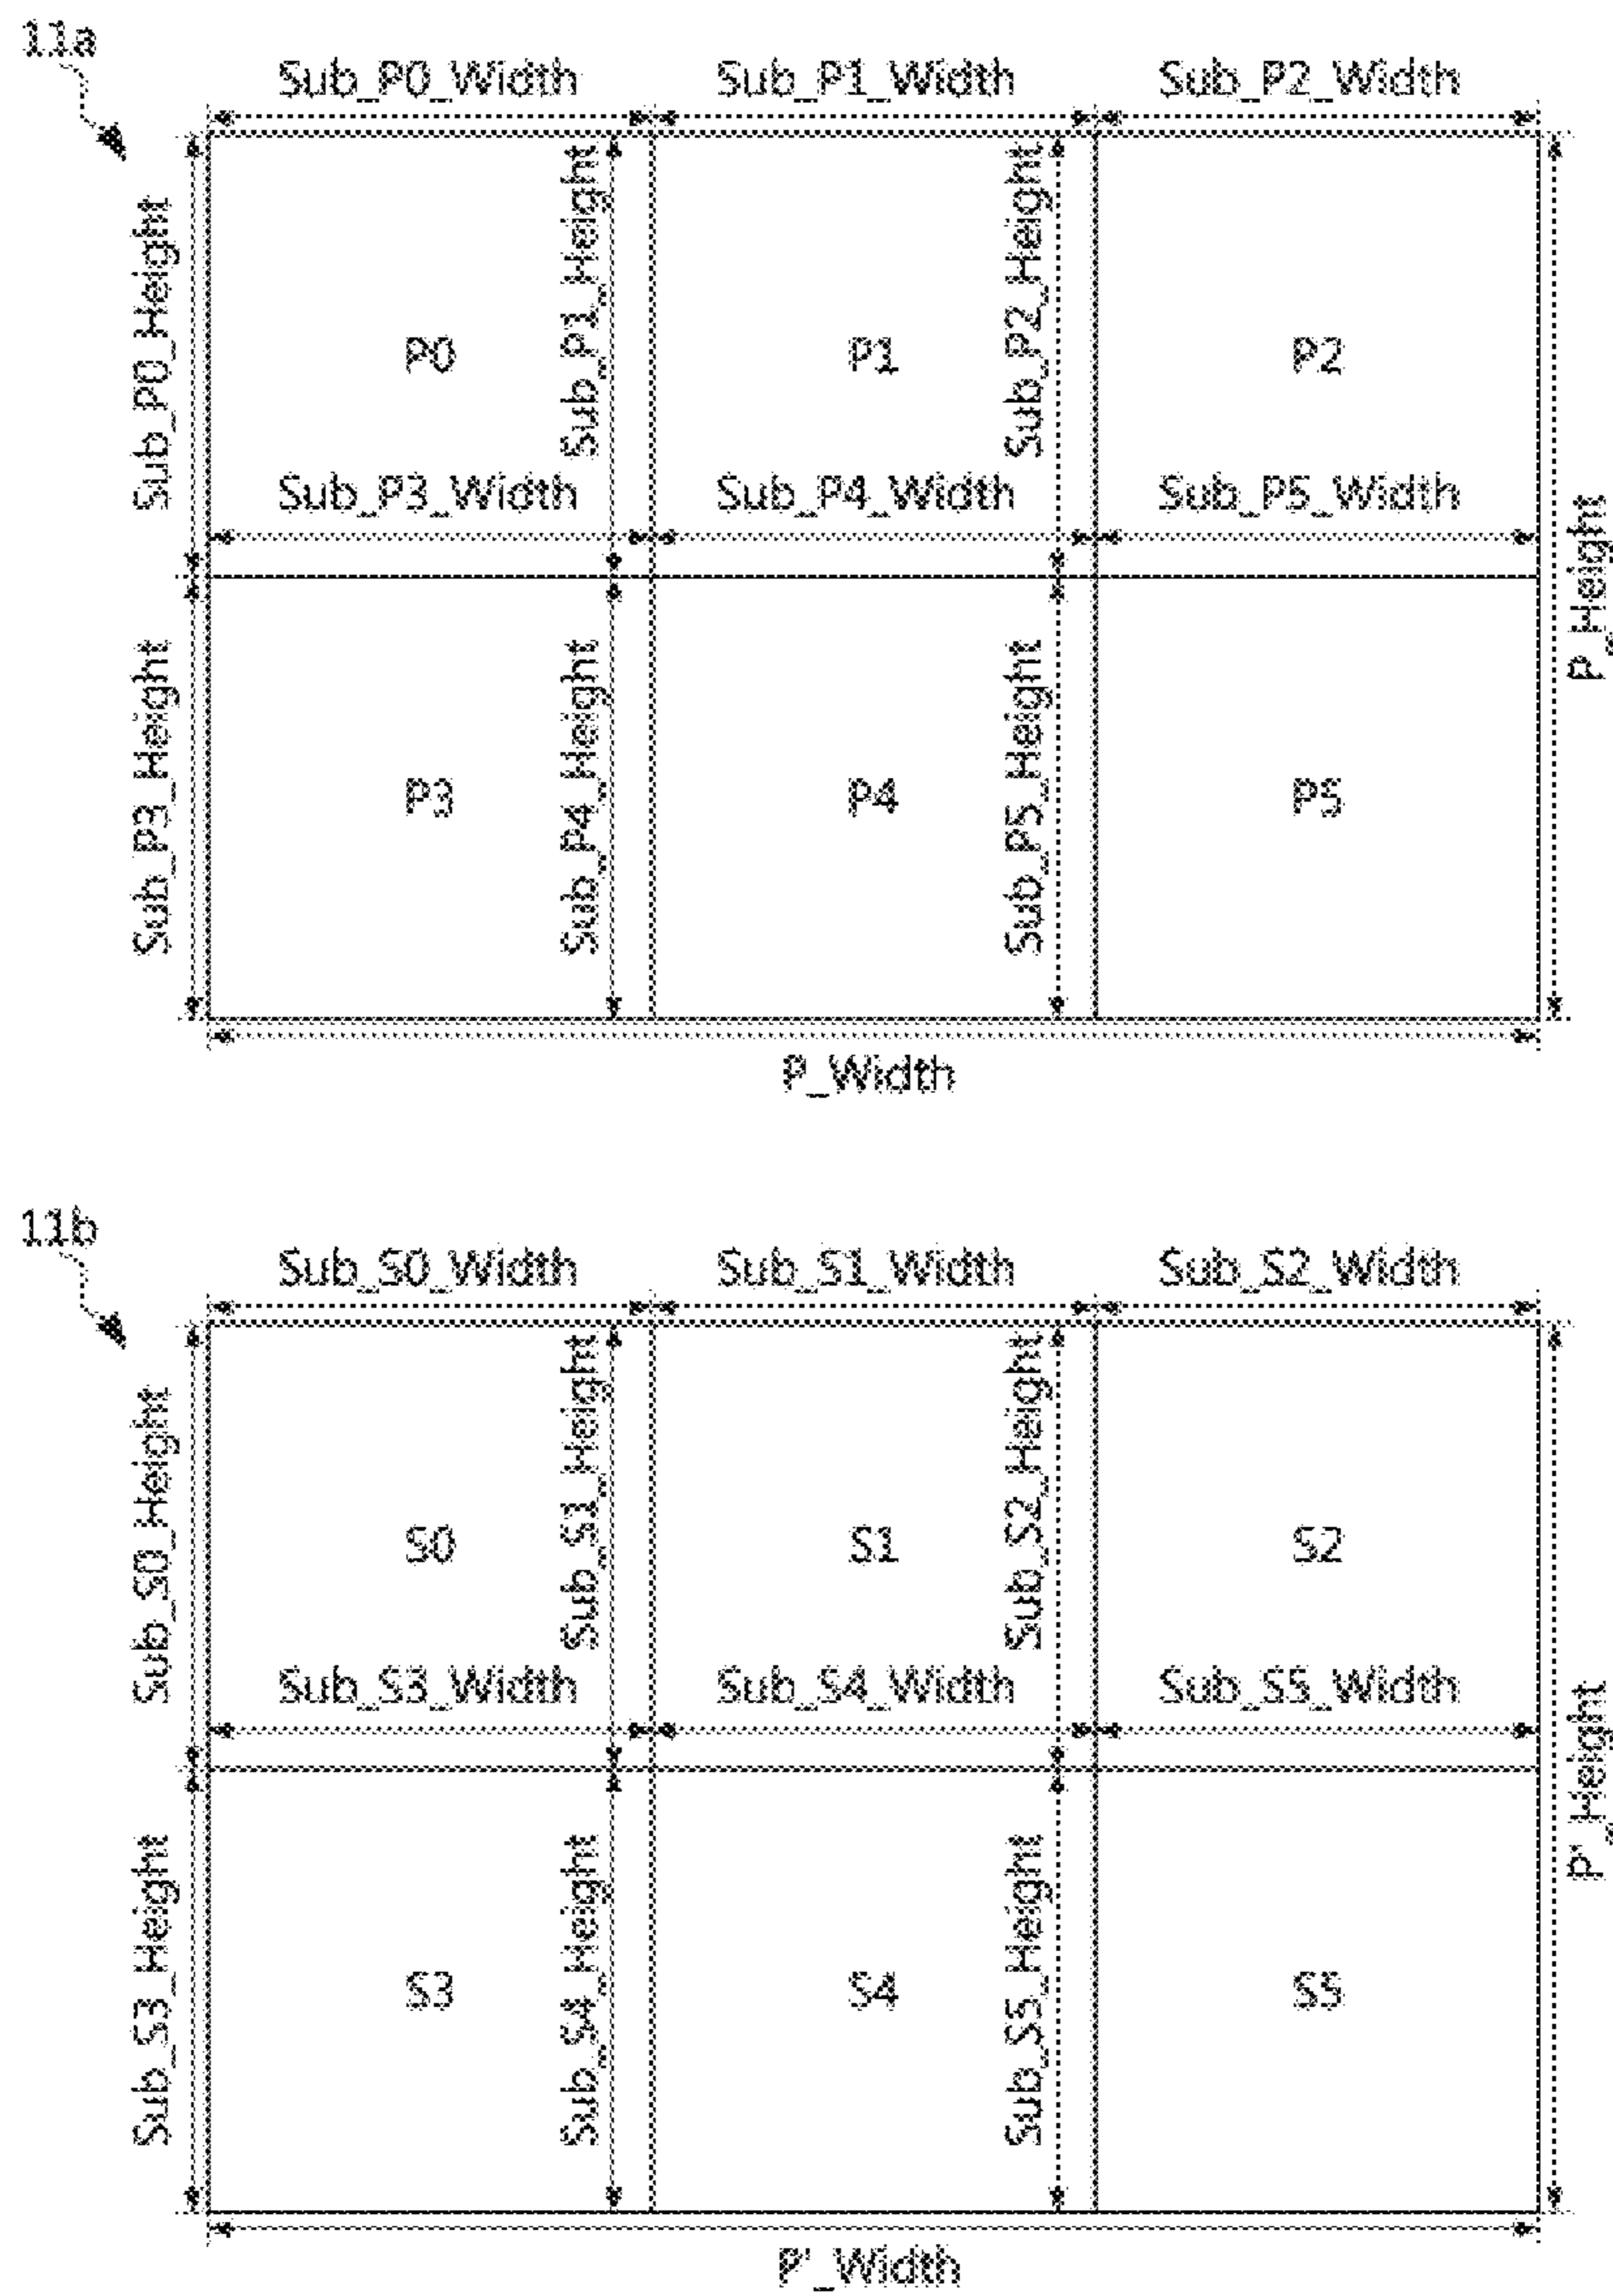 11a
Sub_P0_Width Sub_P1_Width Sub_P2_Width
Sub_P0_Height
Sub_P1_Height
Sub_P2_Height
P0 P1 P2
Sub_P3_Width Sub_P4_Width Sub_P5_Width
P_Height
Sub_P3_Height
Sub_P4_Height
Sub_P5_Height
P3 P4 P5
P_Width
11b
Sub_S0_Width Sub_S1_Width Sub_S2_Width
Sub_S0_Height
Sub_S1_Height
Sub_S2_Height
S0 S1 S2
Sub_S3_Width Sub_S4_Width Sub_S5_Width
P'_Height
Sub_S3_Height
Sub_S4_Height
Sub_S5_Height
S3 S4 S5
P'_Width